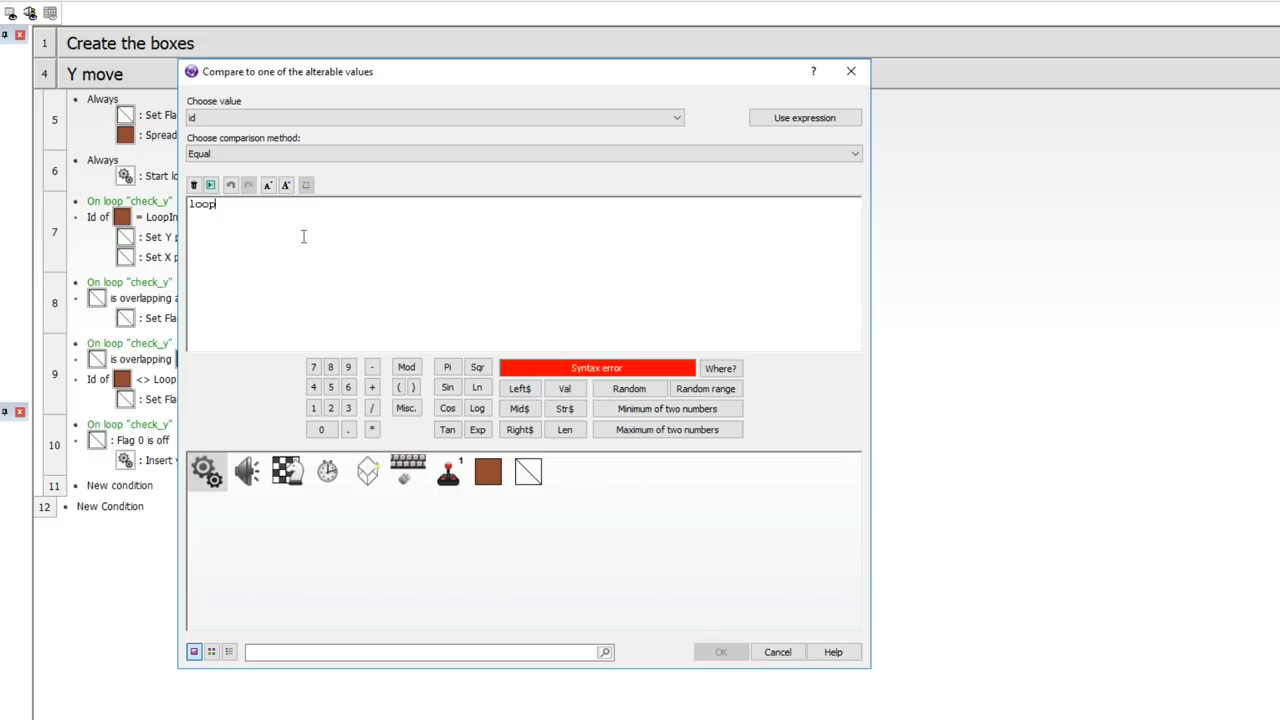 1 Create the boxes
4 Y move
Compare to one of the alterable values ?
Choose value
id Use expression
Choose comparison method:
Equal
A A
loop
5 Always
: Set Fla
: Spread
6 Always
: Start lo
7 On loop "check_y"
Id of = LoopIn
: Set Y p
: Set X p
8 On loop "check_y"
is overlapping a
: Set Fla
9 On loop "check_y"
is overlapping
Id of <> Loop
: Set Fla
10 On loop "check_y"
: Flag 0 is off
: Insert v
11 New condition
12 New Condition
7 8 9 - Mod Pi Sqr Syntax error Where?
4 5 6 + ( ) Sin Ln Left$ Val Random Random range
1 2 3 / Misc. Cos Log Mid$ Str$ Minimum of two numbers
0 . * Tan Exp Right$ Len Maximum of two numbers
1
OK Cancel Help